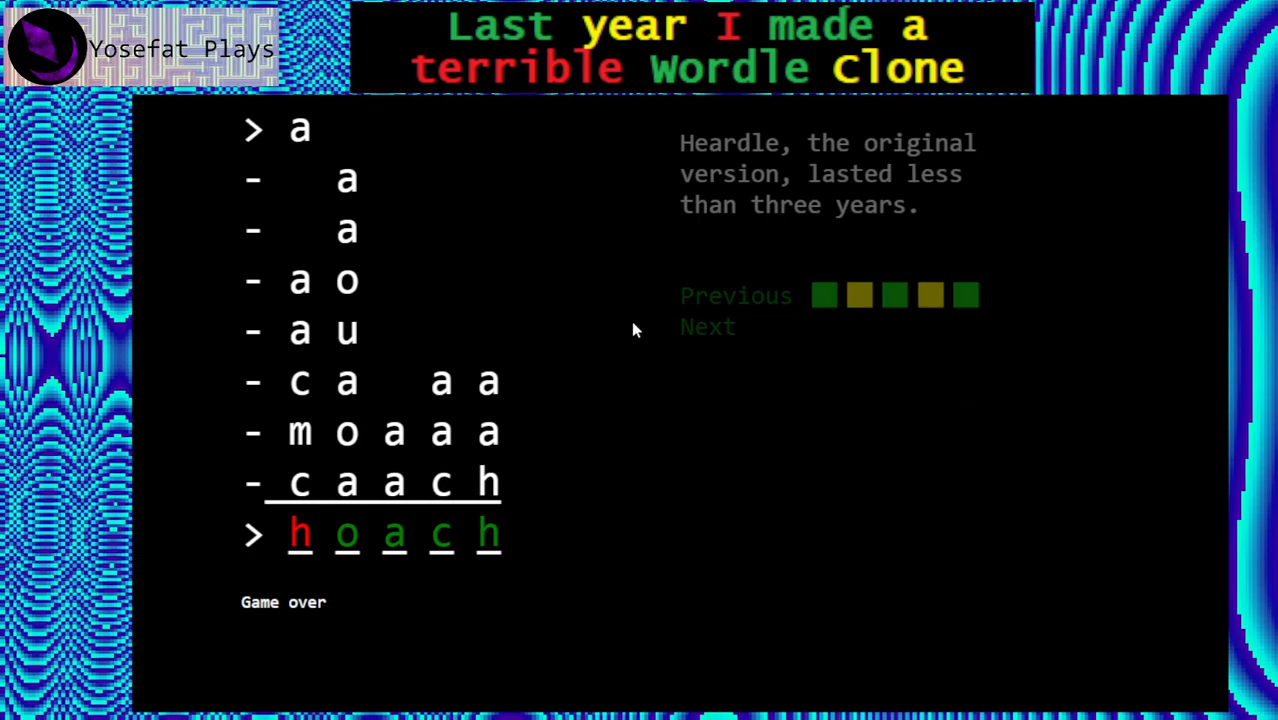 Yosefat Plays
Last year I made a
terrible Wordle Clone
> a
- a
- a
- a o
- a u
- c a a a
- m o a a a
- c a a c h
> h o a c h
Game over
Heardle, the original
version, lasted less
than three years.
Previous
Next